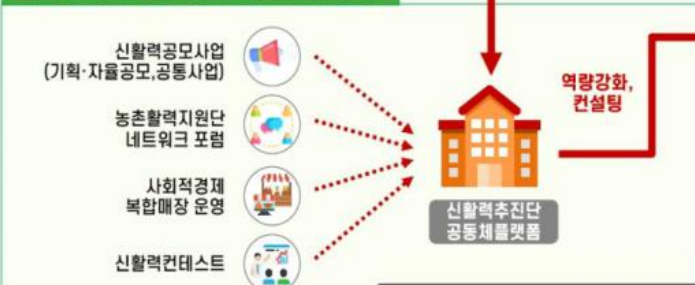 신활력공모사업
(기획·자율공모,공통사업)
농촌활력지원단
네트워크 포럼
사회적경제
복합매장 운영
신활력컨테스트
역량강화,
컨설팅
신활력추진단
공동체플랫폼